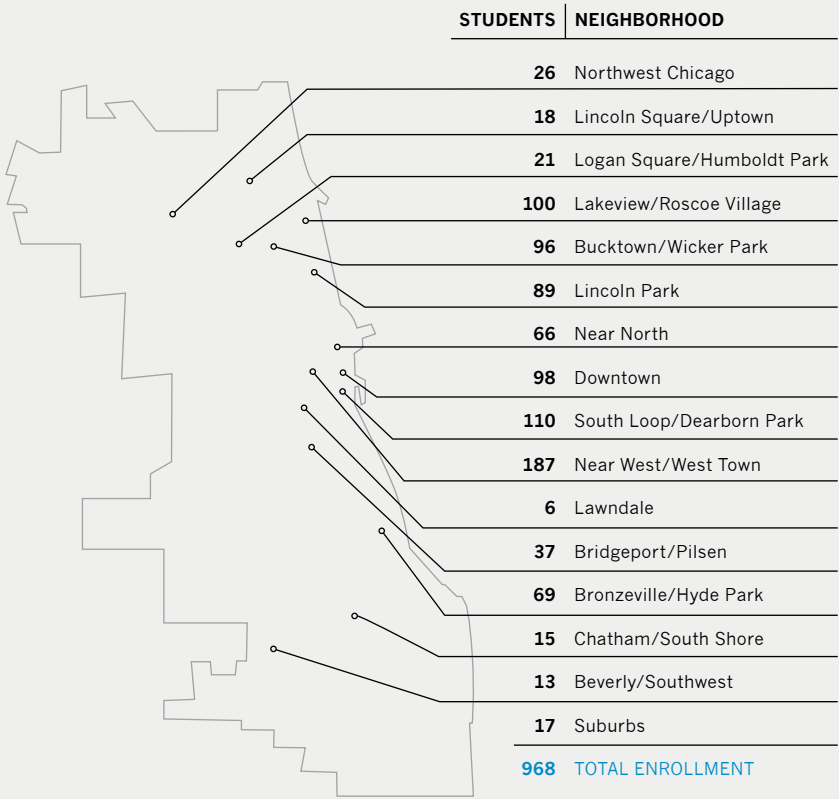 STUDENTS NEIGHBORHOOD
26 Northwest Chicago
18 Lincoln Square/Uptown
21 Logan Square/Humboldt Park
100 Lakeview/Roscoe Village
96 Bucktown/Wicker Park
89 Lincoln Park
66 Near North
98 Downtown
110 South Loop/Dearborn Park
187 Near West/West Town
6 Lawndale
37 Bridgeport/Pilsen
69 Bronzeville/Hyde Park
15 Chatham/South Shore
13 Beverly/Southwest
17 Suburbs
968 TOTAL ENROLLMENT